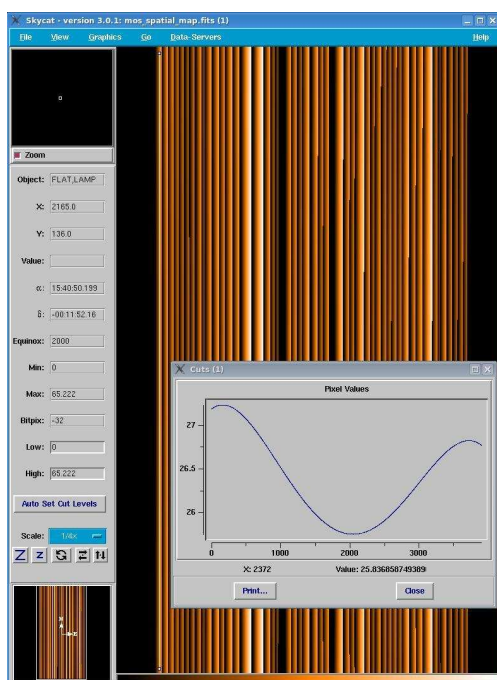 Skycat - version 3.0.1: mos_spatial_map.fits (1)
File View Graphics Go Data-Servers Help
Zoom
Object: FLAT,LAMP
X: 2165.0
Y: 136.0
Value:
α: 15:40:50.199
δ: -00:11:52.16
Equinox: 2000
Min: 0
Max: 65.222
Bitpix: -32
Low: 0
High: 65.222
Auto Set Cut Levels
Scale: 1/4x
Z z
Cuts (1)
Pixel Values
27
26.5
26
0 1000 2000 3000
X: 2372 Value: 25.836858749389
Print... Close